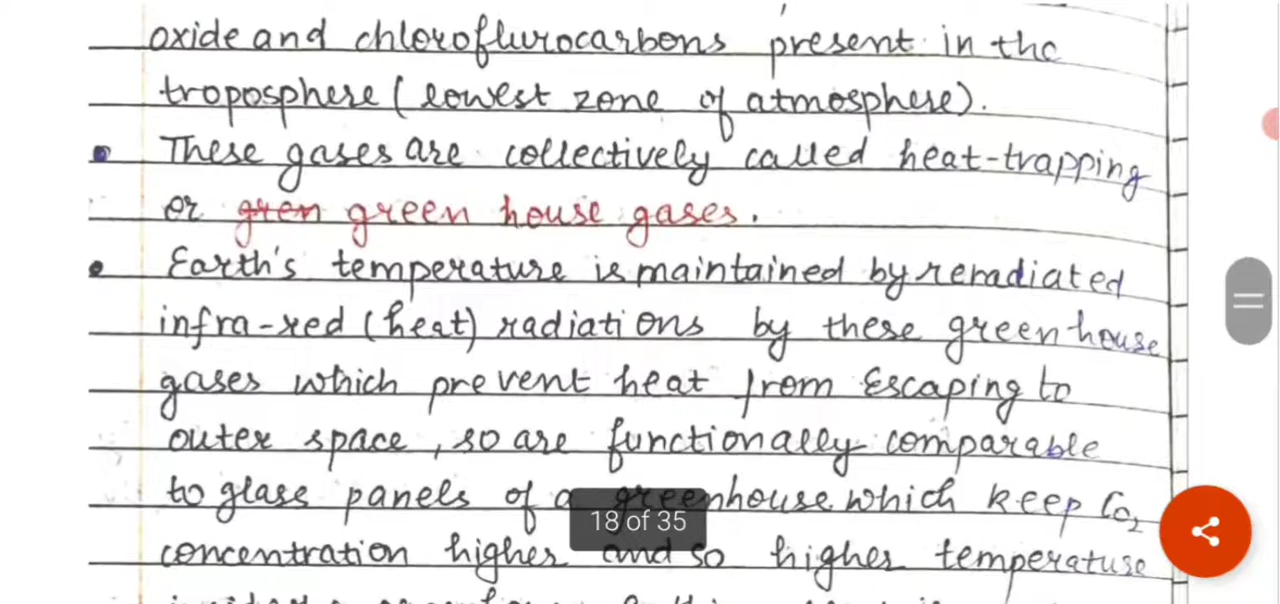 oxide and chloroflurocarbons present in the
troposphere (lowest zone of atmosphere).
• These gases are collectively called heat-trapping
or gren green house gases.
• Earth's temperature is maintained by reradiated
infra-red (heat) radiations by these greenhouse
gases which prevent heat from Escaping to
outer space, so are functionally comparable
to glass panels of a greenhouse which keep CO2
18 of 35
concentration higher and so higher temperature